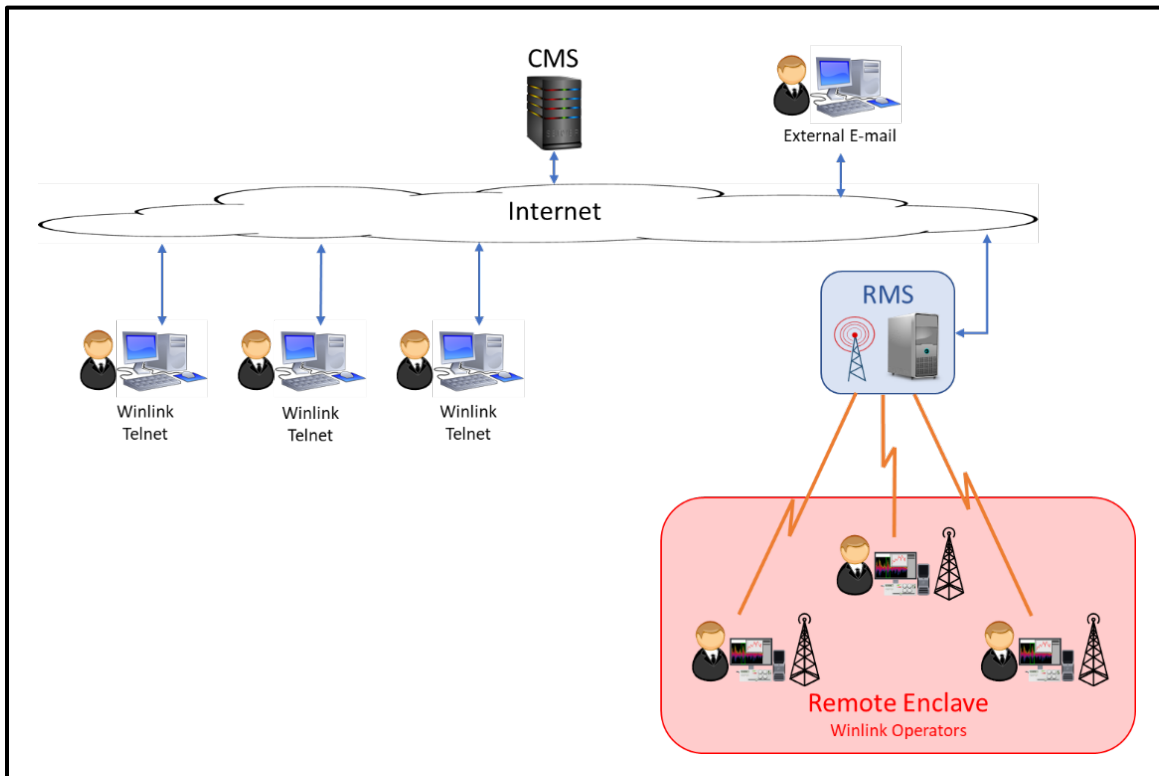 CMS
External E-mail
Internet
RMS
Winlink
Telnet
Winlink
Telnet
Winlink
Telnet
Remote Enclave
Winlink Operators